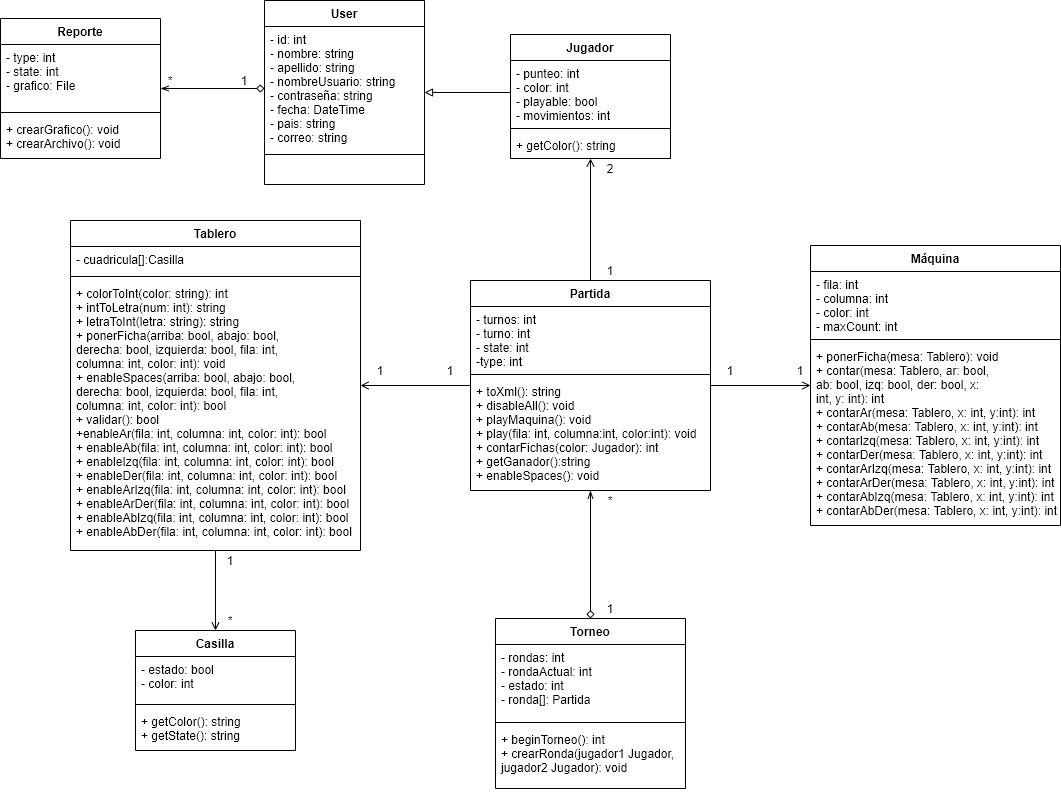 Reporte
- type: int
- state: int
- grafico: File
+ crearGrafico(): void
+ crearArchivo(): void
*
1
User
- id: int
- nombre: string
- apellido: string
- nombreUsuario: string
- contraseña: string
- fecha: DateTime
- pais: string
- correo: string
Jugador
- punteo: int
- color: int
- playable: bool
- movimientos: int
+ getColor(): string
2
1
Tablero
- cuadricula[]:Casilla
+ colorToInt(color: string): int
+ intToLetra(num: int): string
+ letraToInt(letra: string): string
+ ponerFicha(arriba: bool, abajo: bool,
derecha: bool, izquierda: bool, fila: int,
columna: int, color: int): void
+ enableSpaces(arriba: bool, abajo: bool,
derecha: bool, izquierda: bool, fila: int,
columna: int, color: int): bool
+ validar(): bool
+enableAr(fila: int, columna: int, color: int): bool
+ enableAb(fila: int, columna: int, color: int): bool
+ enableIzq(fila: int, columna: int, color: int): bool
+ enableDer(fila: int, columna: int, color: int): bool
+ enableArIzq(fila: int, columna: int, color: int): bool
+ enableArDer(fila: int, columna: int, color: int): bool
+ enableAbIzq(fila: int, columna: int, color: int): bool
+ enableAbDer(fila: int, columna: int, color: int): bool
1
1
Partida
- turnos: int
- turno: int
- state: int
-type: int
+ toXml(): string
+ disableAll(): void
+ playMaquina(): void
+ play(fila: int, columna:int, color:int): void
+ contarFichas(color: Jugador): int
+ getGanador():string
+ enableSpaces(): void
1
1
Máquina
- fila: int
- columna: int
- color: int
- maxCount: int
+ ponerFicha(mesa: Tablero): void
+ contar(mesa: Tablero, ar: bool,
ab: bool, izq: bool, der: bool, x:
int, y: int): int
+ contarAr(mesa: Tablero, x: int, y:int): int
+ contarAb(mesa: Tablero, x: int, y:int): int
+ contarIzq(mesa: Tablero, x: int, y:int): int
+ contarDer(mesa: Tablero, x: int, y:int): int
+ contarArIzq(mesa: Tablero, x: int, y:int): int
+ contarArDer(mesa: Tablero, x: int, y:int): int
+ contarAbIzq(mesa: Tablero, x: int, y:int): int
+ contarAbDer(mesa: Tablero, x: int, y:int): int
1
*
Casilla
- estado: bool
- color: int
+ getColor(): string
+ getState(): string
*
1
Torneo
- rondas: int
- rondaActual: int
- estado: int
- ronda[]: Partida
+ beginTorneo(): int
+ crearRonda(jugador1 Jugador,
jugador2 Jugador): void